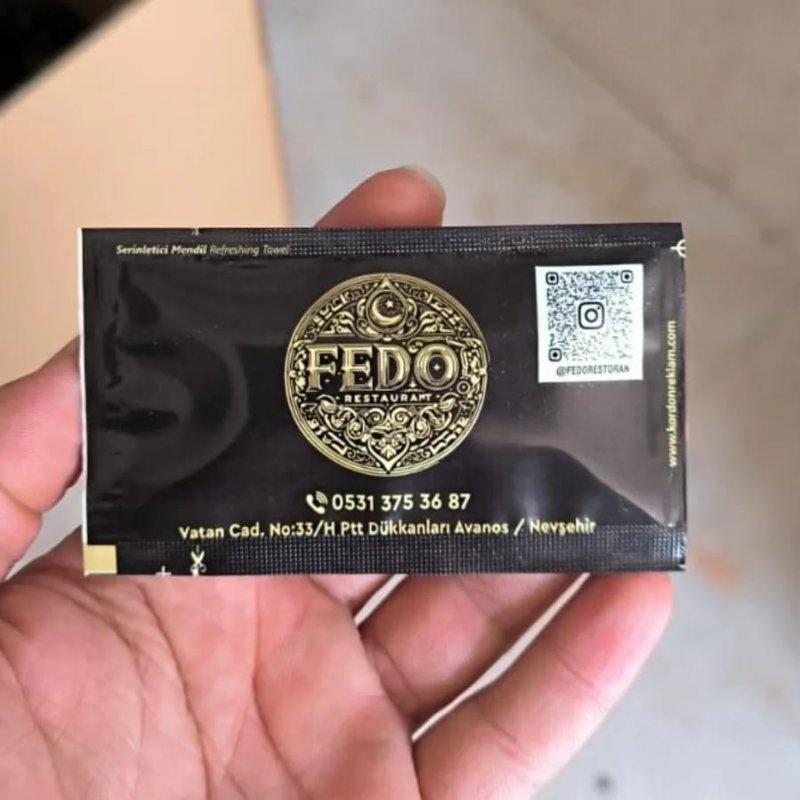 Serinletici Mendil Refreshing Towel
FEDO
RESTAURANT
@FEDORESTORAN
www.kordonreklam.com
0531 375 36 87
Vatan Cad. No:33/H Ptt Dükkanları Avanos / Nevşehir